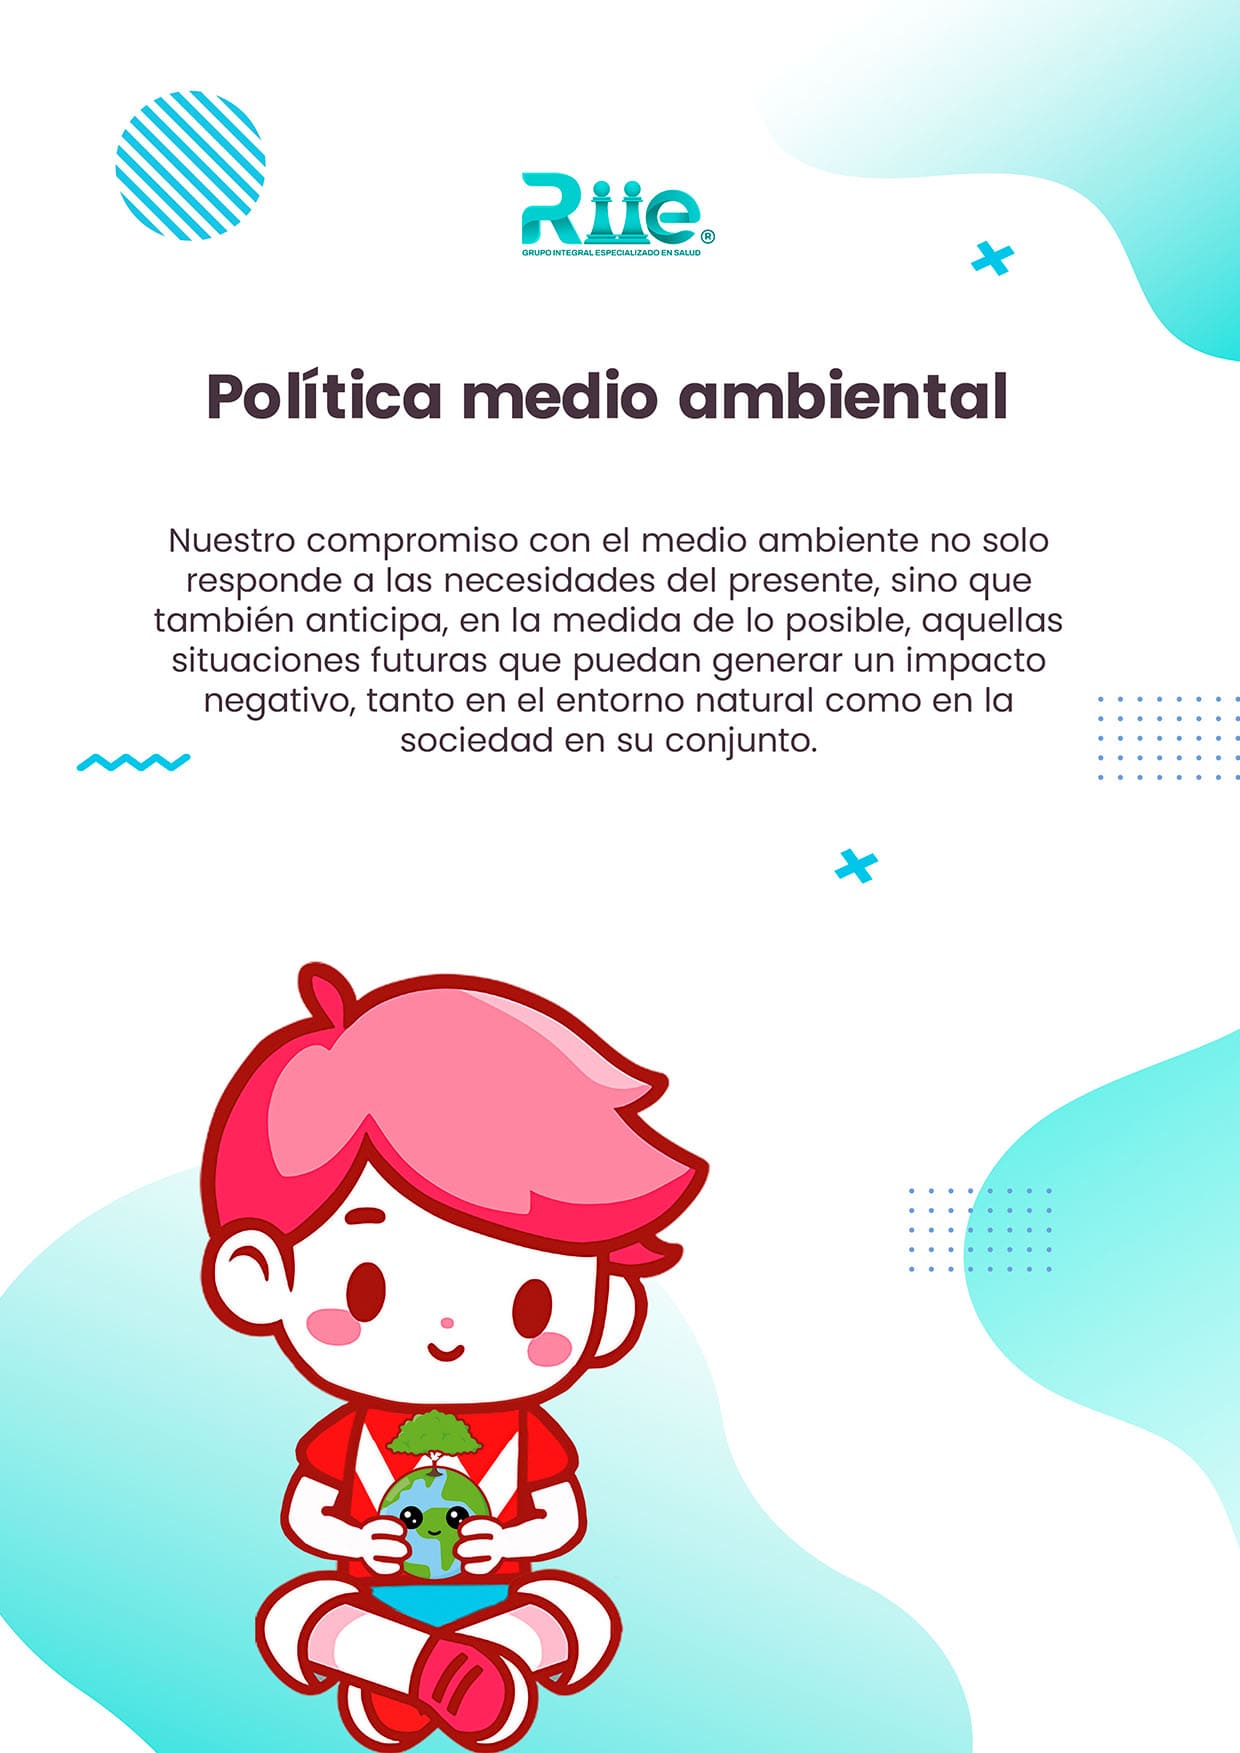 Riie®
GRUPO INTEGRAL ESPECIALIZADO EN SALUD
Política medio ambiental
Nuestro compromiso con el medio ambiente no solo
responde a las necesidades del presente, sino que
también anticipa, en la medida de lo posible, aquellas
situaciones futuras que puedan generar un impacto
negativo, tanto en el entorno natural como en la
sociedad en su conjunto.